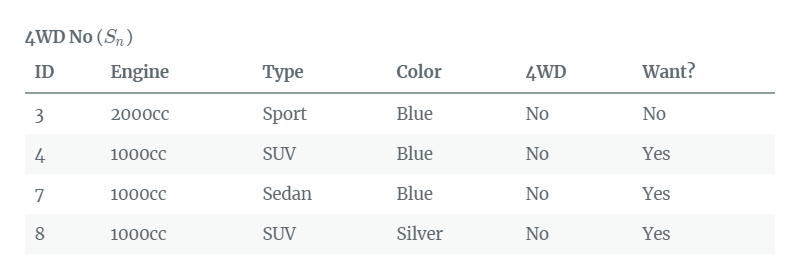 4WD No (Sₙ)
ID Engine Type Color 4WD Want?
3 2000cc Sport Blue No No
4 1000cc SUV Blue No Yes
7 1000cc Sedan Blue No Yes
8 1000cc SUV Silver No Yes